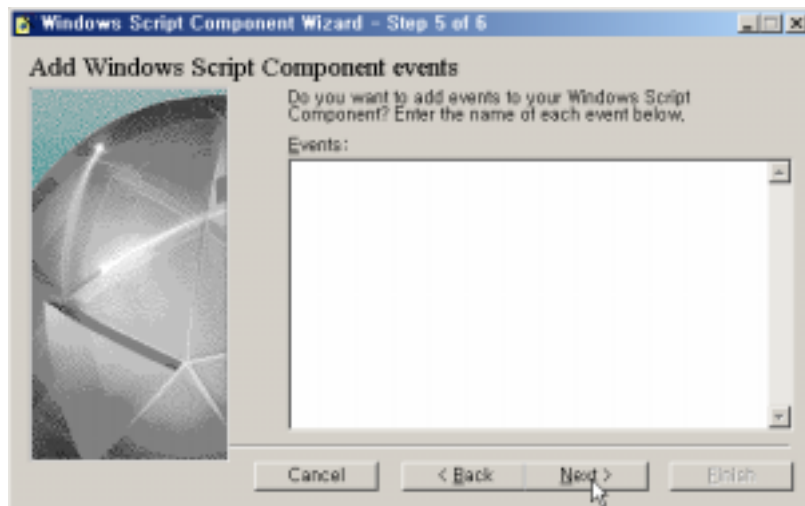 Windows Script Component Wizard - Step 5 of 6
Add Windows Script Component events
Do you want to add events to your Windows Script
Component? Enter the name of each event below.
Events:
Cancel
< Back
Next >
Finish